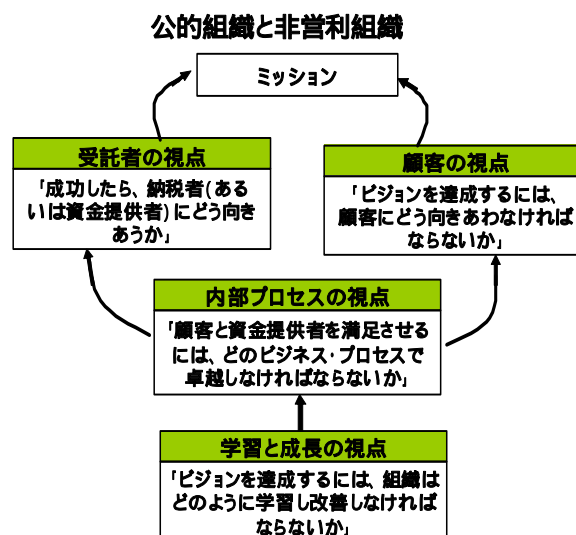 公的組織と非営利組織
ミッション
受託者の視点
「成功したら、納税者(ある
いは資金提供者)にどう向き
あうか」
顧客の視点
「ビジョンを達成するには、
顧客にどう向きあわなければ
ならないか」
内部プロセスの視点
「顧客と資金提供者を満足させる
には、どのビジネス・プロセスで
卓越しなければならないか」
学習と成長の視点
「ビジョンを達成するには、組織は
どのように学習し改善しなければ
ならないか」